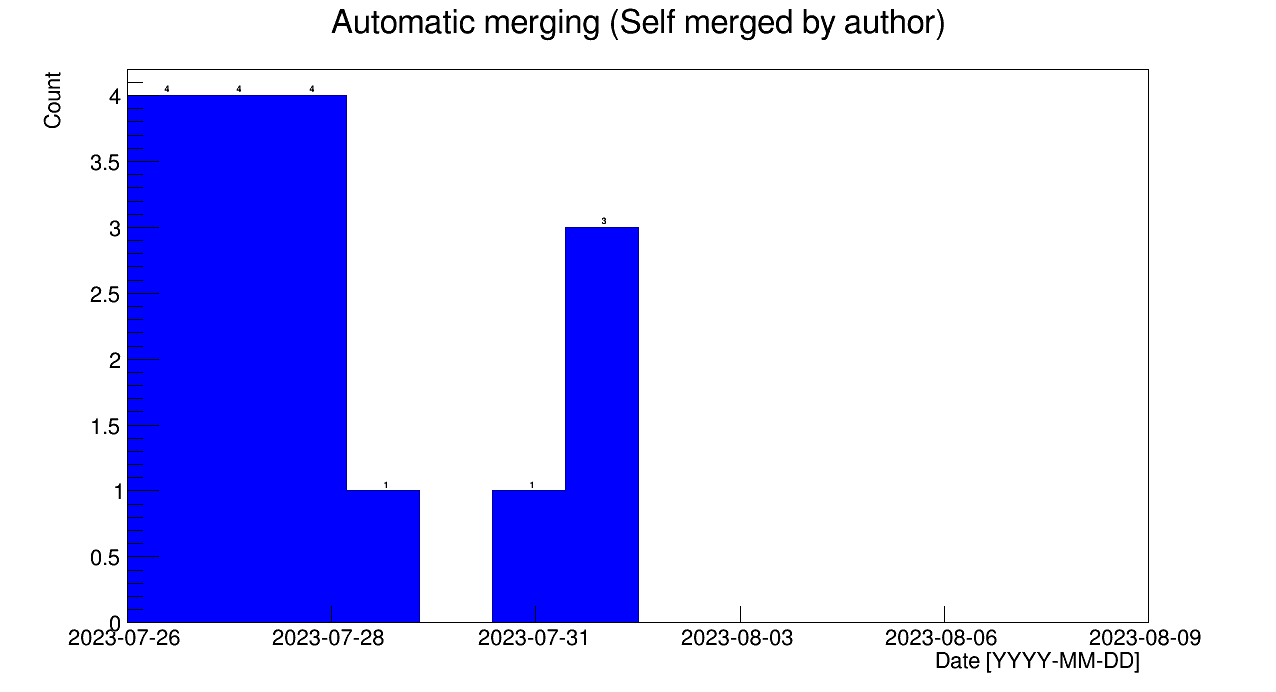 Automatic merging (Self merged by author)
Count
4
3.5
3
2.5
2
1.5
1
0.5
0
4 4 4
1
1
3
2023-07-26 2023-07-28 2023-07-31 2023-08-03 2023-08-06 2023-08-09
Date [YYYY-MM-DD]